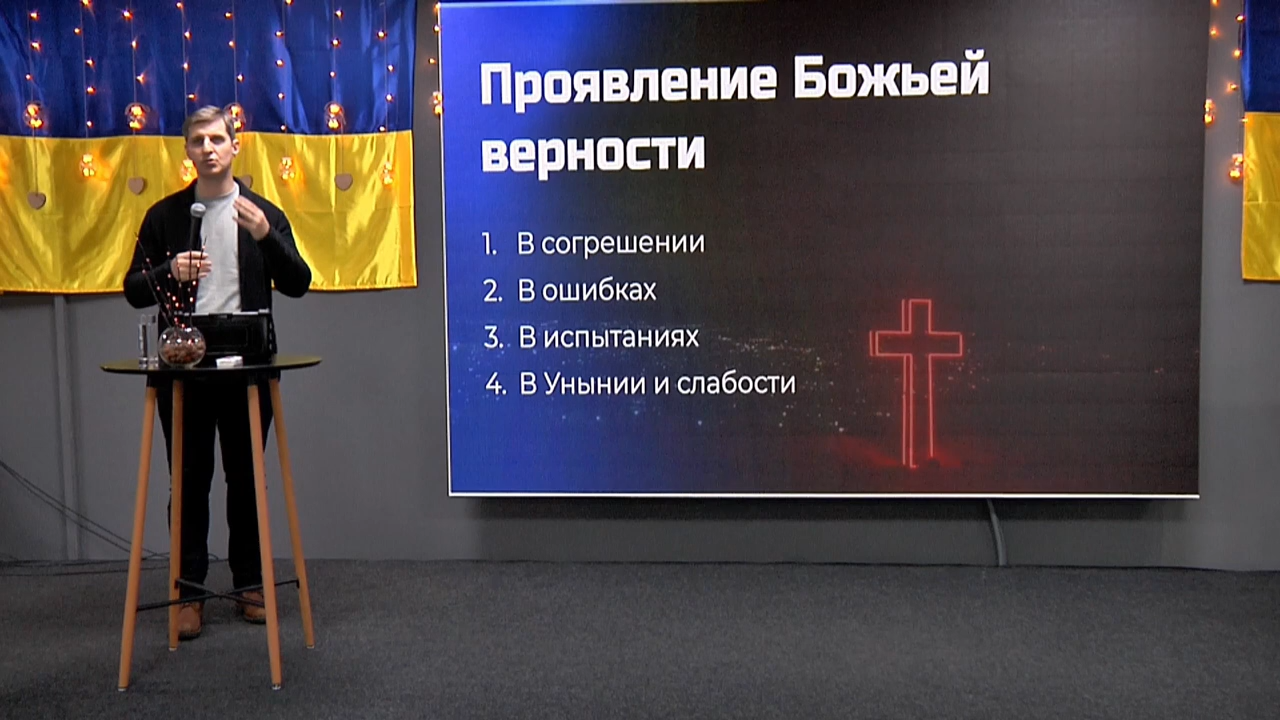 Проявление Божьей
верности
1. В согрешении
2. В ошибках
3. В испытаниях
4. В Унынии и слабости